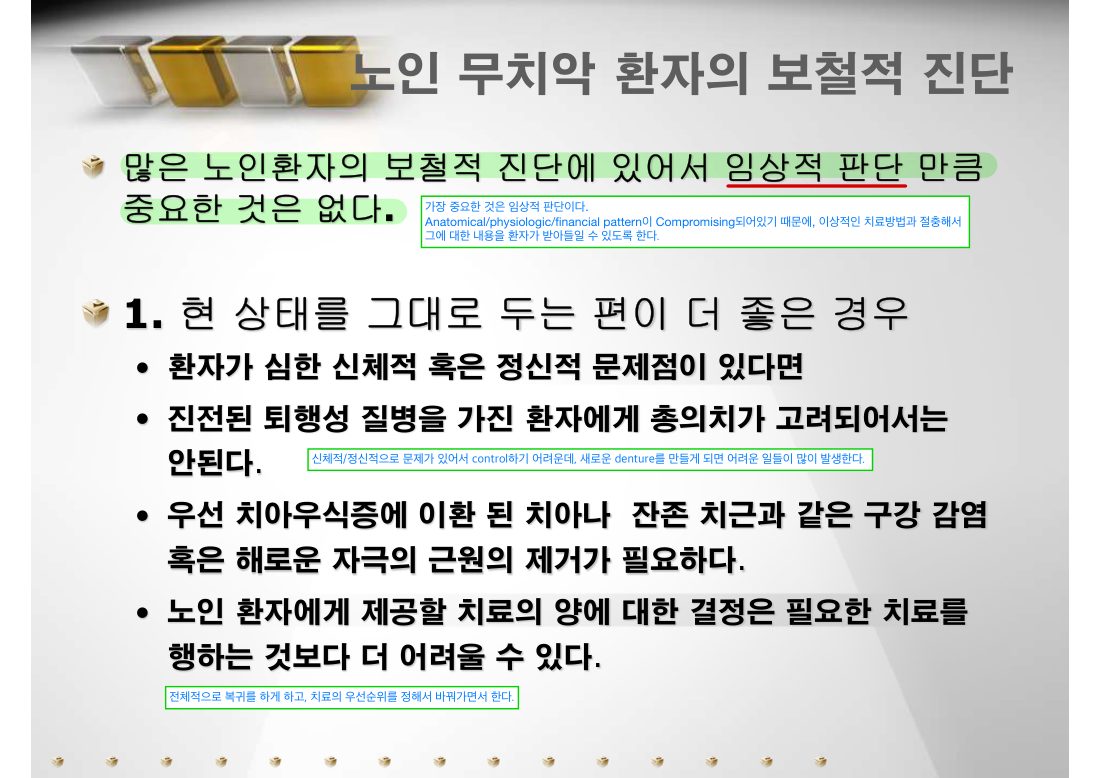 노인 무치악 환자의 보철적 진단
많은 노인환자의 보철적 진단에 있어서 임상적 판단 만큼
중요한 것은 없다.
가장 중요한 것은 임상적 판단이다.
Anatomical/physiologic/financial pattern이 Compromising되어있기 때문에, 이상적인 치료방법과 절충해서
그에 대한 내용을 환자가 받아들일 수 있도록 한다.
1. 현 상태를 그대로 두는 편이 더 좋은 경우
• 환자가 심한 신체적 혹은 정신적 문제점이 있다면
• 진전된 퇴행성 질병을 가진 환자에게 총의치가 고려되어서는
안된다.
신체적/정신적으로 문제가 있어서 control하기 어려운데, 새로운 denture를 만들게 되면 어려운 일들이 많이 발생한다.
• 우선 치아우식증에 이환 된 치아나 잔존 치근과 같은 구강 감염
혹은 해로운 자극의 근원의 제거가 필요하다.
• 노인 환자에게 제공할 치료의 양에 대한 결정은 필요한 치료를
행하는 것보다 더 어려울 수 있다.
전체적으로 복귀를 하게 하고, 치료의 우선순위를 정해서 바꿔가면서 한다.